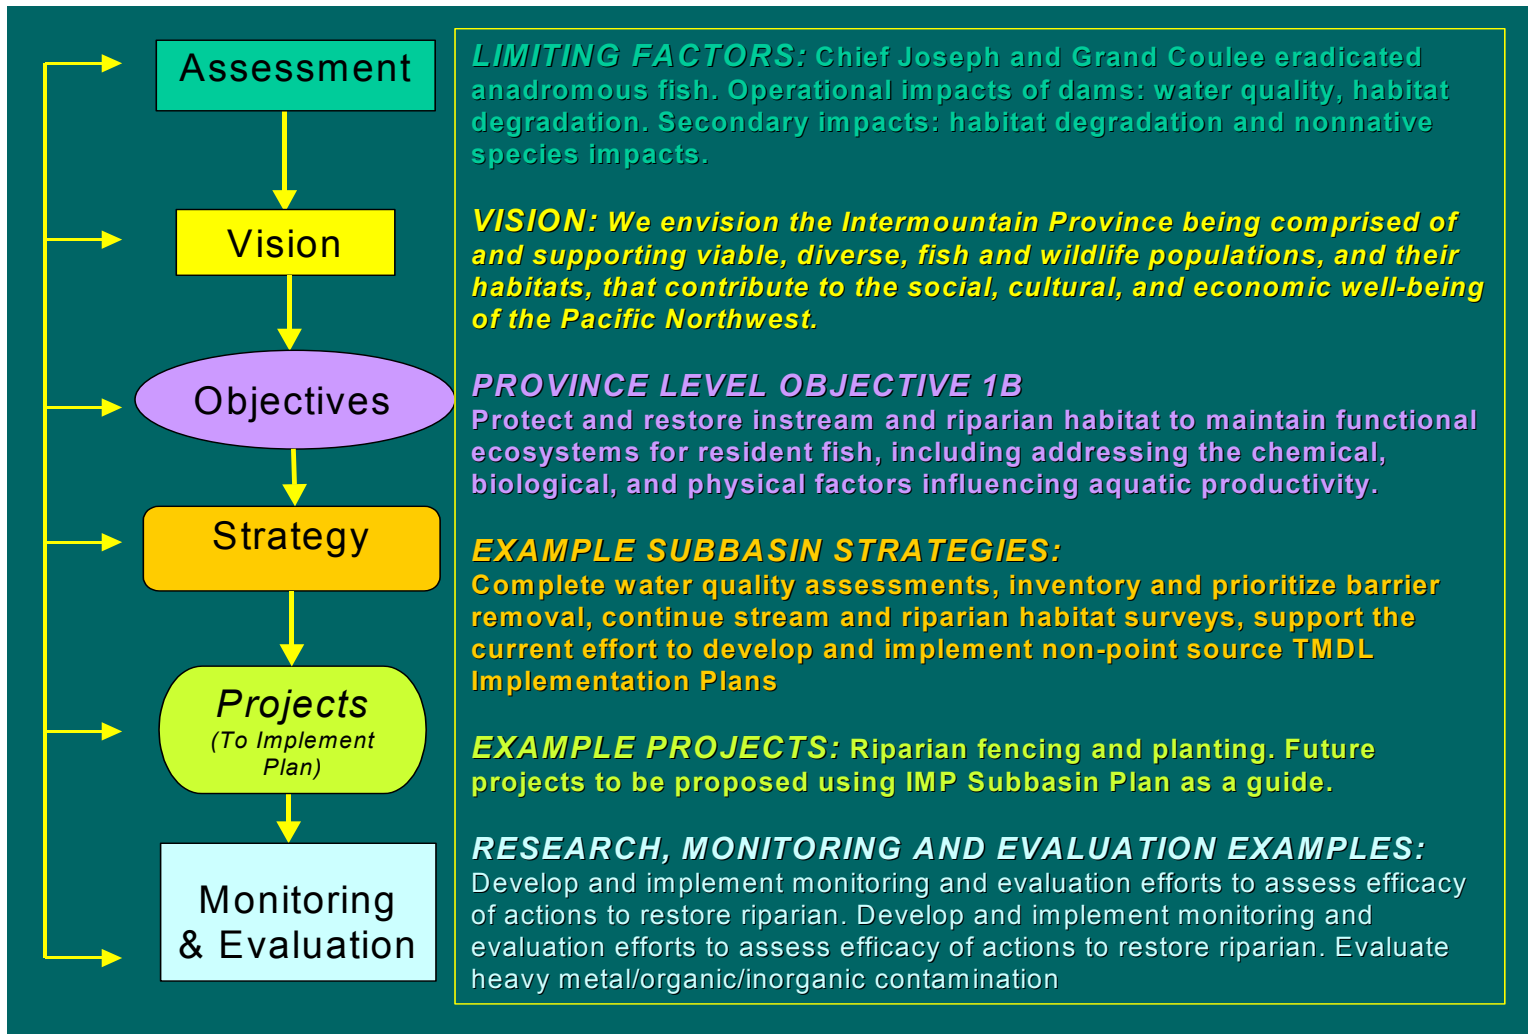 Assessment
LIMITING FACTORS: Chief Joseph and Grand Coulee eradicated
anadromous fish. Operational impacts of dams: water quality, habitat
degradation. Secondary impacts: habitat degradation and nonnative
species impacts.
Vision
VISION: We envision the Intermountain Province being comprised of
and supporting viable, diverse, fish and wildlife populations, and their
habitats, that contribute to the social, cultural, and economic well-being
of the Pacific Northwest.
Objectives
PROVINCE LEVEL OBJECTIVE 1B
Protect and restore instream and riparian habitat to maintain functional
ecosystems for resident fish, including addressing the chemical,
biological, and physical factors influencing aquatic productivity.
Strategy
EXAMPLE SUBBASIN STRATEGIES:
Complete water quality assessments, inventory and prioritize barrier
removal, continue stream and riparian habitat surveys, support the
current effort to develop and implement non-point source TMDL
Implementation Plans
Projects
(To Implement
Plan)
EXAMPLE PROJECTS: Riparian fencing and planting. Future
projects to be proposed using IMP Subbasin Plan as a guide.
Monitoring
& Evaluation
RESEARCH, MONITORING AND EVALUATION EXAMPLES:
Develop and implement monitoring and evaluation efforts to assess efficacy
of actions to restore riparian. Develop and implement monitoring and
evaluation efforts to assess efficacy of actions to restore riparian. Evaluate
heavy metal/organic/inorganic contamination